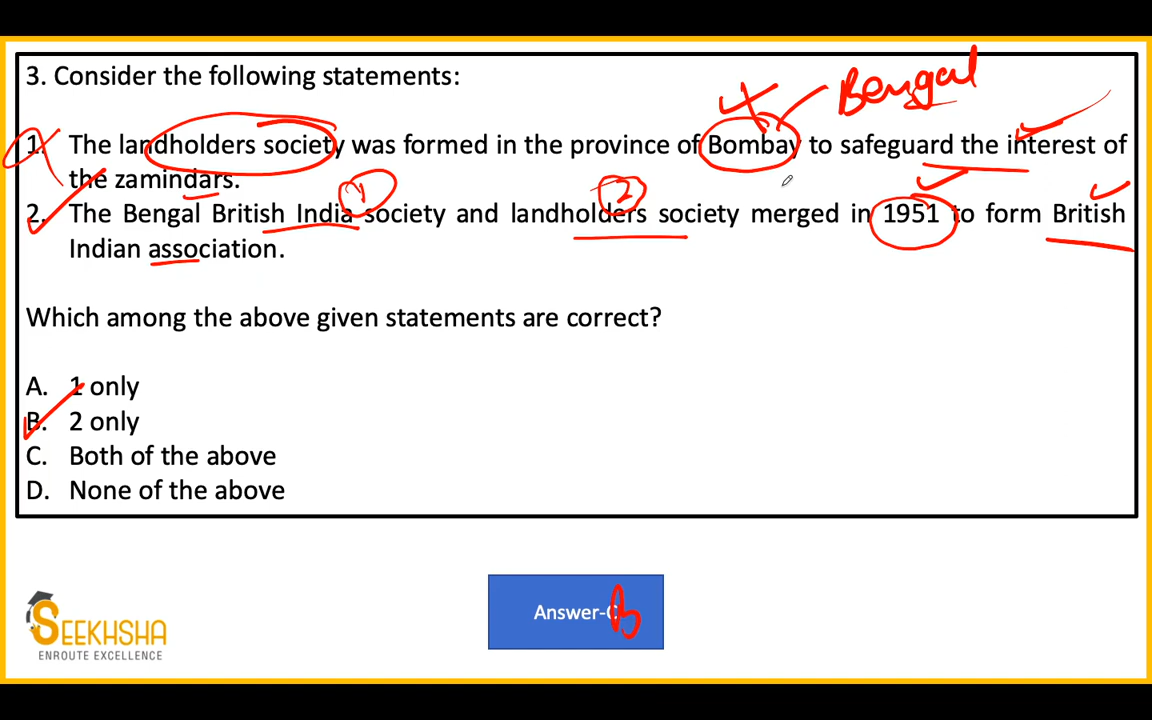 3. Consider the following statements:
Bengal
1. The landholders society was formed in the province of Bombay to safeguard the interest of
the zamindars.
1 2
2. The Bengal British India society and landholders society merged in 1951 to form British
Indian association.
Which among the above given statements are correct?
A. 1 only
B. 2 only
C. Both of the above
D. None of the above
Answer-C B
SEEKHSHA
ENROUTE EXCELLENCE